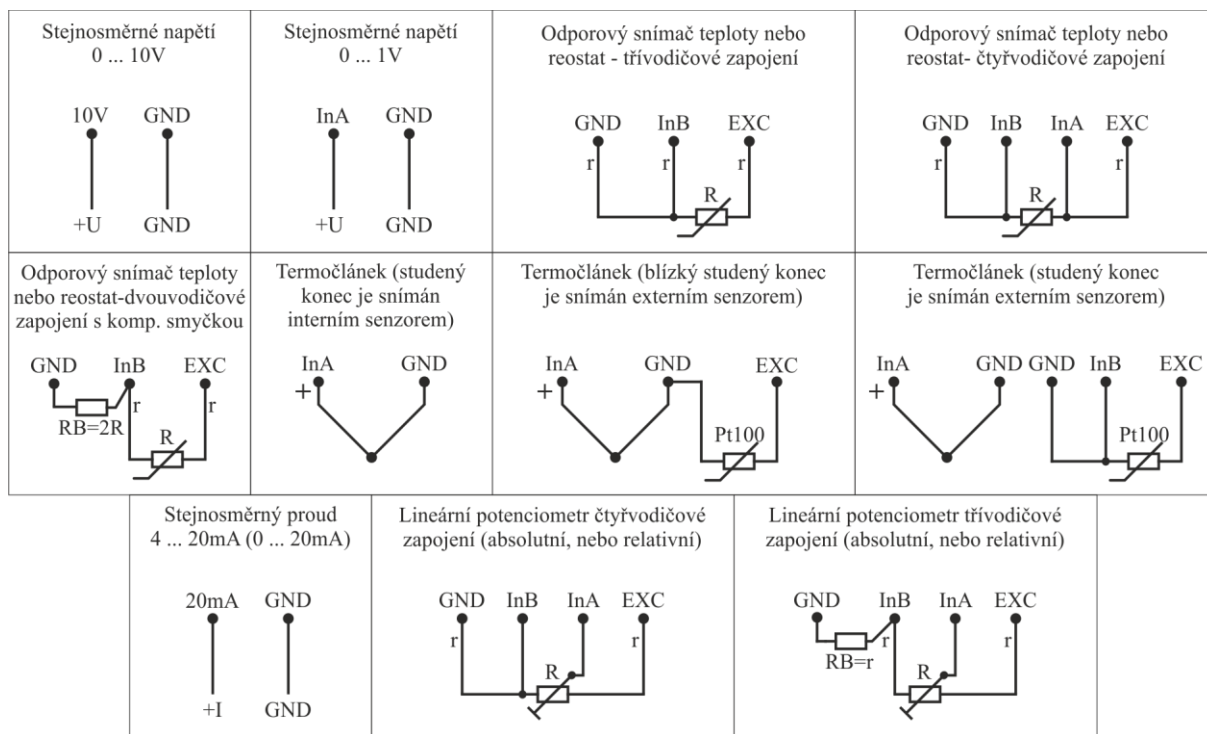 Stejnosměrné napětí
0 ... 10V
10V GND
+U GND
Stejnosměrné napětí
0 ... 1V
InA GND
+U GND
Odporový snímač teploty nebo
reostat - třívodičové zapojení
GND InB EXC
r r r
R
Odporový snímač teploty nebo
reostat- čtyřvodičové zapojení
GND InB InA EXC
r r
R
Odporový snímač teploty
nebo reostat-dvouvodičové
zapojení s komp. smyčkou
GND InB EXC
r r
RB=2R
R
Termočlánek (studený
konec je snímán
interním senzorem)
InA GND
+
Termočlánek (blízký studený konec
je snímán externím senzorem)
InA GND EXC
+
Pt100
Termočlánek (studený konec
je snímán externím senzorem)
InA GND GND InB EXC
+
Pt100
Stejnosměrný proud
4 ... 20mA (0 ... 20mA)
20mA GND
+I GND
Lineární potenciometr čtyřvodičové
zapojení (absolutní, nebo relativní)
GND InB InA EXC
r r
R
Lineární potenciometr třívodičové
zapojení (absolutní, nebo relativní)
GND InB InA EXC
r r
RB=r
R